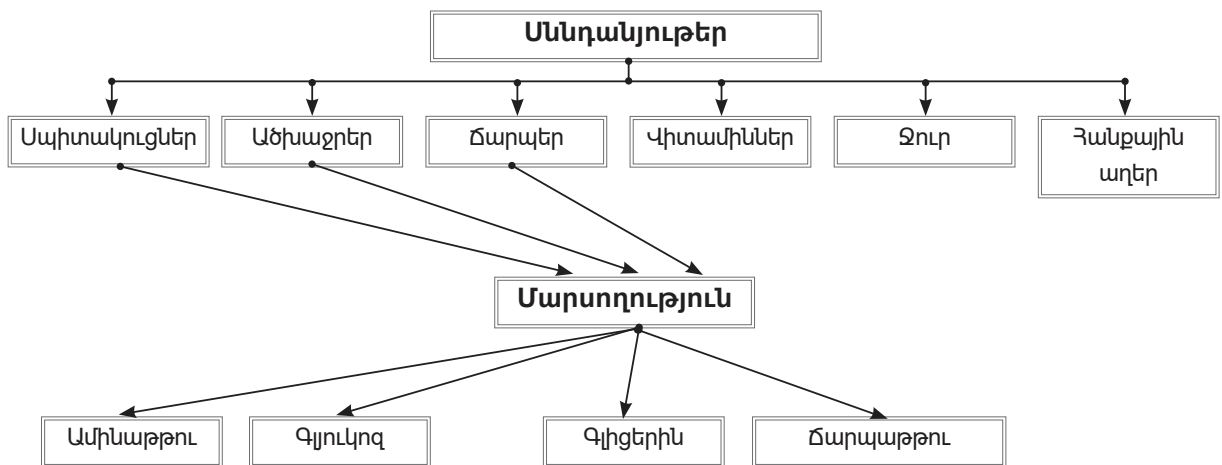 Սննդանյութեր
Սպիտակուցներ
Ածխաջրեր
Ճարպեր
Վիտամիններ
Ջուր
Հանքային
աղեր
Մարսողություն
Ամինաթթու
Գլյուկոզ
Գլիցերին
Ճարպաթթու